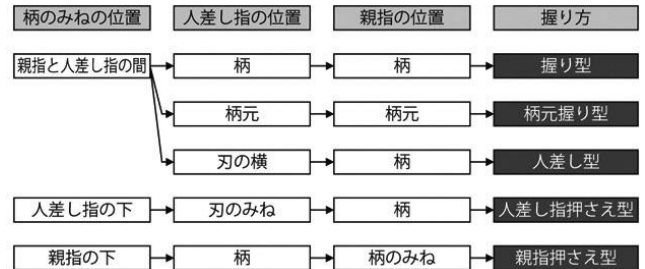 柄のみねの位置 人差し指の位置 親指の位置 握り方
親指と人差し指の間 柄 柄 握り型
柄元 柄元 柄元握り型
刃の横 柄 人差し型
人差し指の下 刃のみね 柄 人差し指押さえ型
親指の下 柄 柄のみね 親指押さえ型